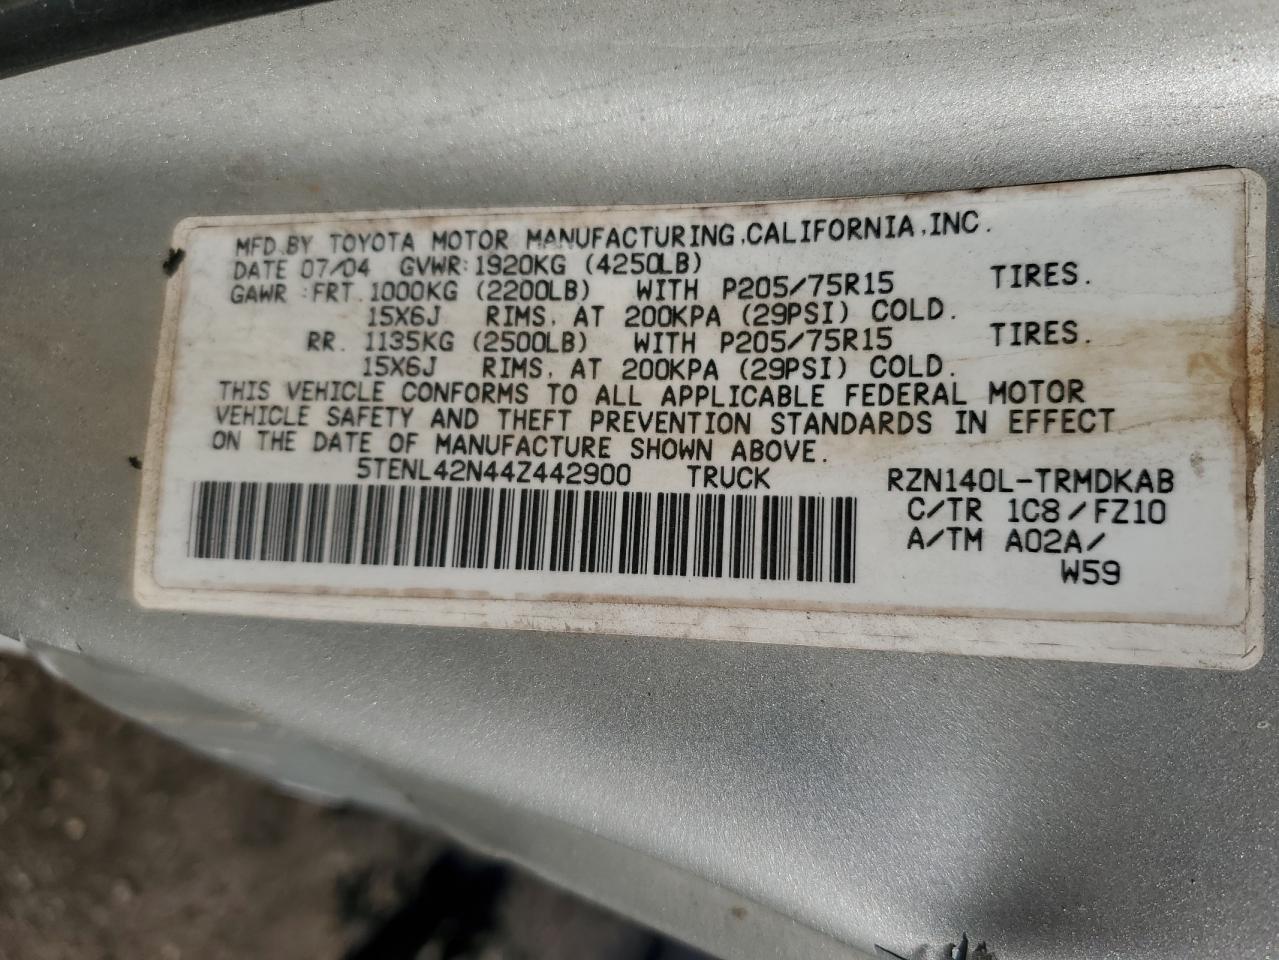 MFD.BY TOYOTA MOTOR MANUFACTURING,CALIFORNIA,INC.
DATE 07/04 GVWR:1920KG (4250LB)
GAWR :FRT. 1000KG (2200LB) WITH P205/75R15 TIRES.
15X6J RIMS, AT 200KPA (29PSI) COLD.
RR. 1135KG (2500LB) WITH P205/75R15 TIRES.
15X6J RIMS, AT 200KPA (29PSI) COLD.
THIS VEHICLE CONFORMS TO ALL APPLICABLE FEDERAL MOTOR
VEHICLE SAFETY AND THEFT PREVENTION STANDARDS IN EFFECT
ON THE DATE OF MANUFACTURE SHOWN ABOVE.
5TENL42N44Z442900 TRUCK RZN140L-TRMDKAB
C/TR 1C8/FZ10
A/TM A02A/
W59